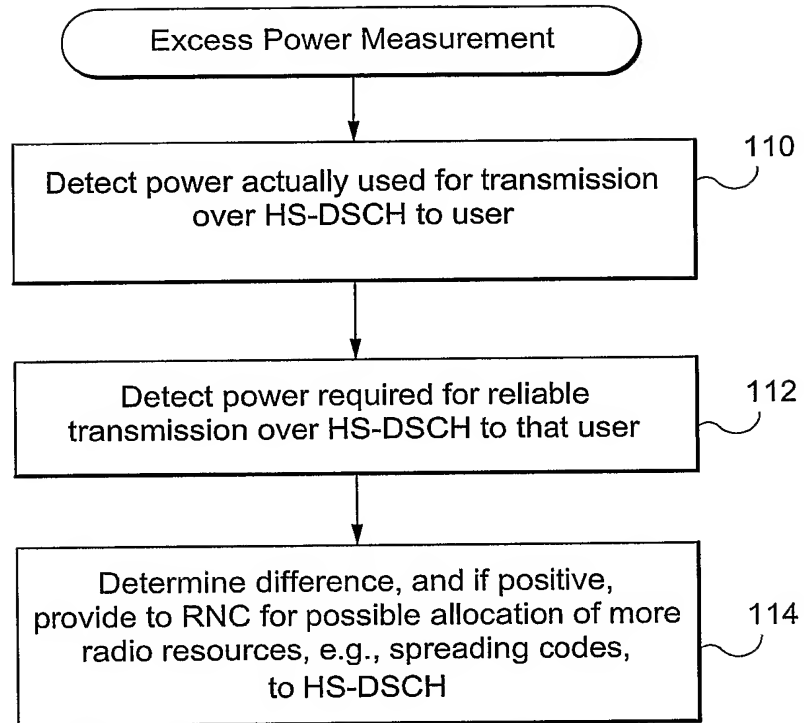 Excess Power Measurement
110
Detect power actually used for transmission
over HS-DSCH to user
112
Detect power required for reliable
transmission over HS-DSCH to that user
Determine difference, and if positive,
provide to RNC for possible allocation of more
radio resources, e.g., spreading codes,
to HS-DSCH
114